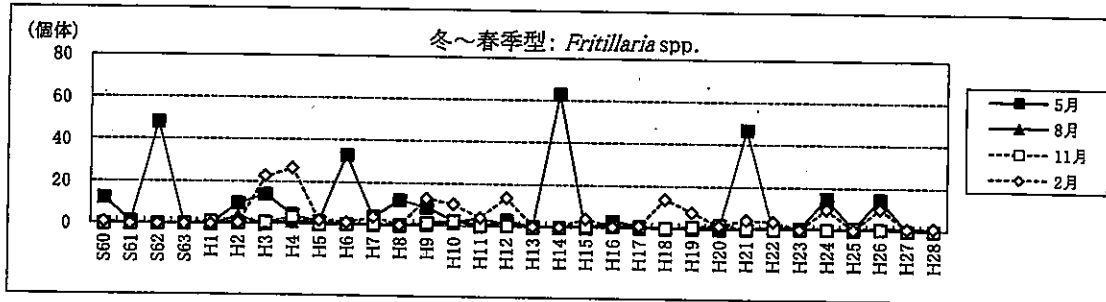 (個体)
冬～春季型: Fritillaria spp.
80
60
40
20
0
S60 S61 S62 S63 H1 H2 H3 H4 H5 H6 H7 H8 H9 H10 H11 H12 H13 H14 H15 H16 H17 H18 H19 H20 H21 H22 H23 H24 H25 H26 H27 H28
5月
8月
11月
2月